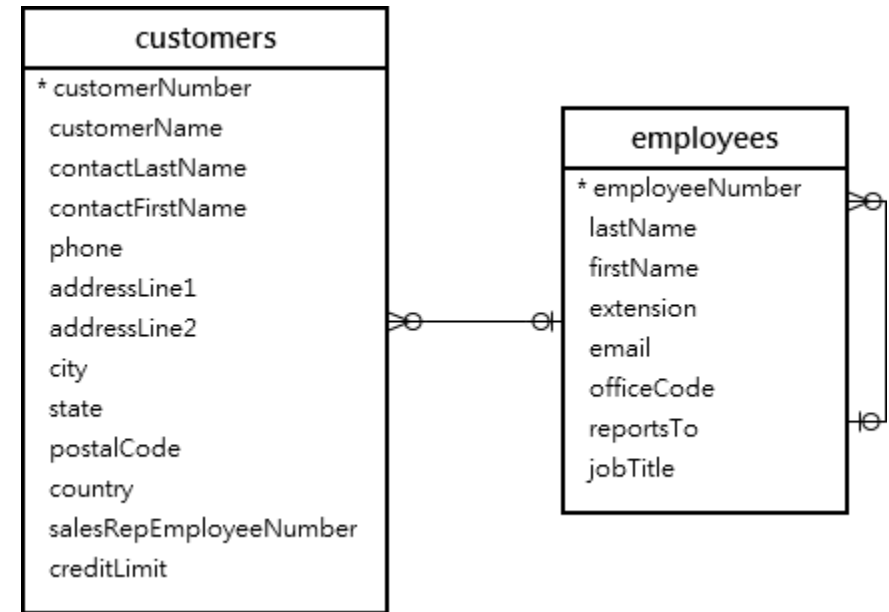 customers
* customerNumber
customerName
contactLastName
contactFirstName
phone
addressLine1
addressLine2
city
state
postalCode
country
salesRepEmployeeNumber
creditLimit
employees
* employeeNumber
lastName
firstName
extension
email
officeCode
reportsTo
jobTitle